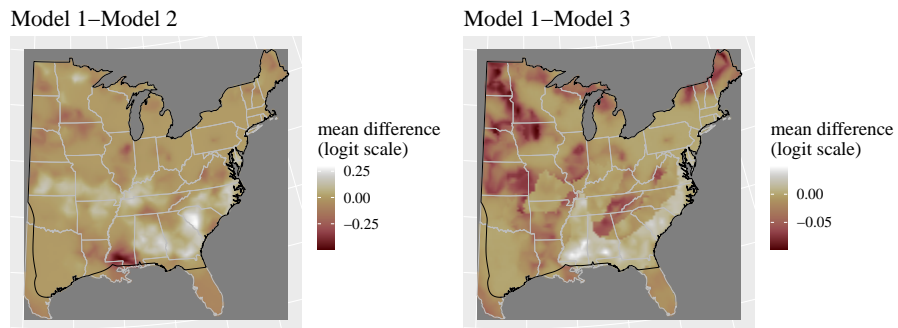 Model 1−Model 2
mean difference
(logit scale)
0.25
0.00
−0.25
Model 1−Model 3
mean difference
(logit scale)
0.00
−0.05